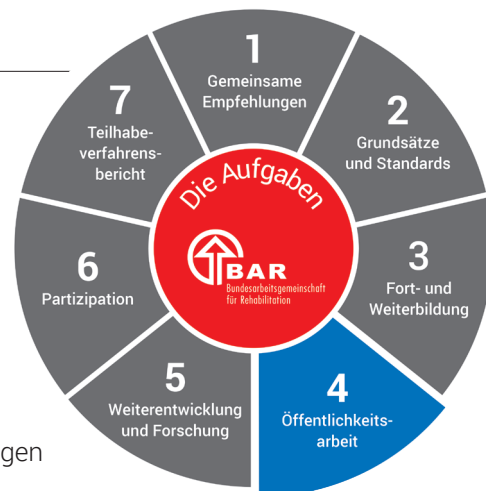 1
Gemeinsame
Empfehlungen
2
Grundsätze
und Standards
3
Fort- und
Weiterbildung
4
Öffentlichkeits-
arbeit
5
Weiterentwicklung
und Forschung
6
Partizipation
7
Teilhabe-
verfahrens-
bericht
Die Aufgaben
BAR
Bundesarbeitsgemeinschaft
für Rehabilitation
gen